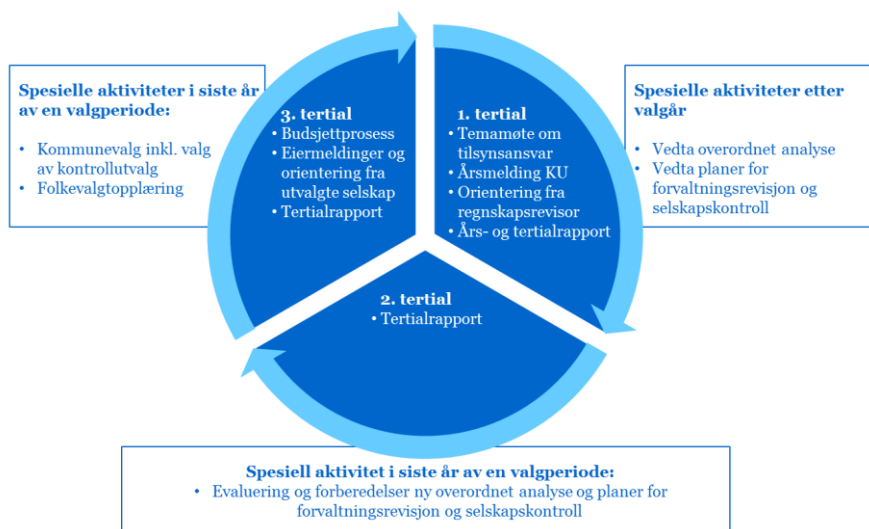 Spesielle aktiviteter i siste år
av en valgperiode:
• Kommunevalg inkl. valg
av kontrollutvalg
• Folkevalgtopplæring
3. tertial
• Budsjettprosess
• Eiermeldinger og
orientering fra
utvalgte selskap
• Tertialrapport
1. tertial
• Temamøte om
tilsynsansvar
• Årsmelding KU
• Orientering fra
regnskapsrevisor
• Års- og tertialrapport
Spesielle aktiviteter etter
valgår
• Vedta overordnet analyse
• Vedta planer for
forvaltningsrevisjon og
selskapskontroll
2. tertial
• Tertialrapport
Spesiell aktivitet i siste år av en valgperiode:
• Evaluering og forberedelser ny overordnet analyse og planer for
forvaltningsrevisjon og selskapskontroll